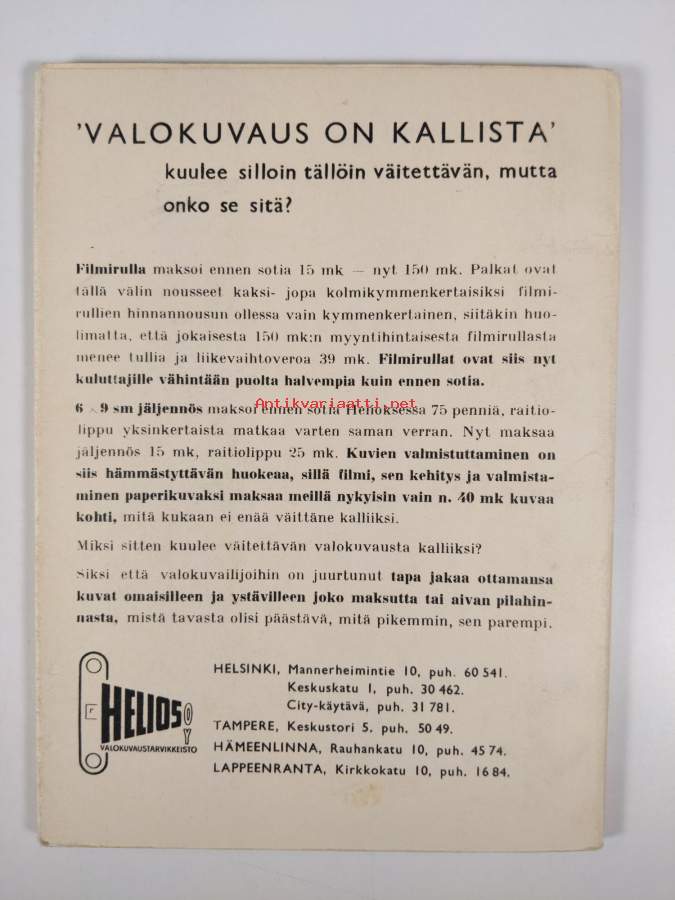 'VALOKUVAUS ON KALLISTA'
kuulee silloin tällöin väitettävän, mutta
onko se sitä?
Filmirulla maksoi ennen sotia 15 mk — nyt 150 mk. Palkat ovat
tällä välin nousseet kaksi- jopa kolmikymmenkertaisiksi filmi-
rullien hinnannousun ollessa vain kymmenkertainen, siitäkin huo-
limatta, että jokaisesta 150 mk:n myyntihintaisesta filmirullasta
menee tullia ja liikevaihtoveroa 39 mk. Filmirullat ovat siis nyt
kuluttajille vähintään puolta halvempia kuin ennen sotia.
Antikvariaatti.net
6 × 9 sm jäljennös maksoi ennen sotia Helioksessa 75 penniä, raitio-
lippu yksinkertaista matkaa varten saman verran. Nyt maksaa
jäljennös 15 mk, raitiolippu 25 mk. Kuvien valmistuttaminen on
siis hämmästyttävän huokeaa, sillä filmi, sen kehitys ja valmista-
minen paperikuvaksi maksaa meillä nykyisin vain n. 40 mk kuvaa
kohti, mitä kukaan ei enää väittäne kalliiksi.
Miksi sitten kuulee väitettävän valokuvausta kalliiksi?
Siksi että valokuvailijoihin on juurtunut tapa jakaa ottamansa
kuvat omaisilleen ja ystävilleen joko maksutta tai aivan pilahin-
nasta, mistä tavasta olisi päästävä, mitä pikemmin, sen parempi.
r HELIOS OY
VALOKUVAUSTARVIKKEISTO
HELSINKI, Mannerheimintie 10, puh. 60 541.
Keskuskatu 1, puh. 30 462.
City-käytävä, puh. 31 781.
TAMPERE, Keskustori 5. puh. 50 49.
HÄMEENLINNA, Rauhankatu 10, puh. 45 74.
LAPPEENRANTA, Kirkkokatu 10, puh. 16 84.